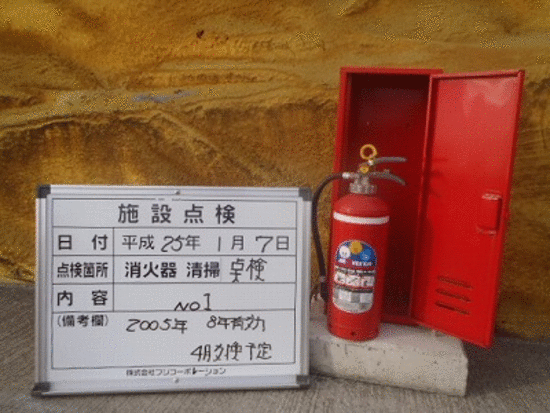 施設点検
日付 平成25年1月7日
点検箇所 消火器 清掃 点検
内容 NO1
(備考欄) 2005年 8年有効
株式会社フリコーポレーション